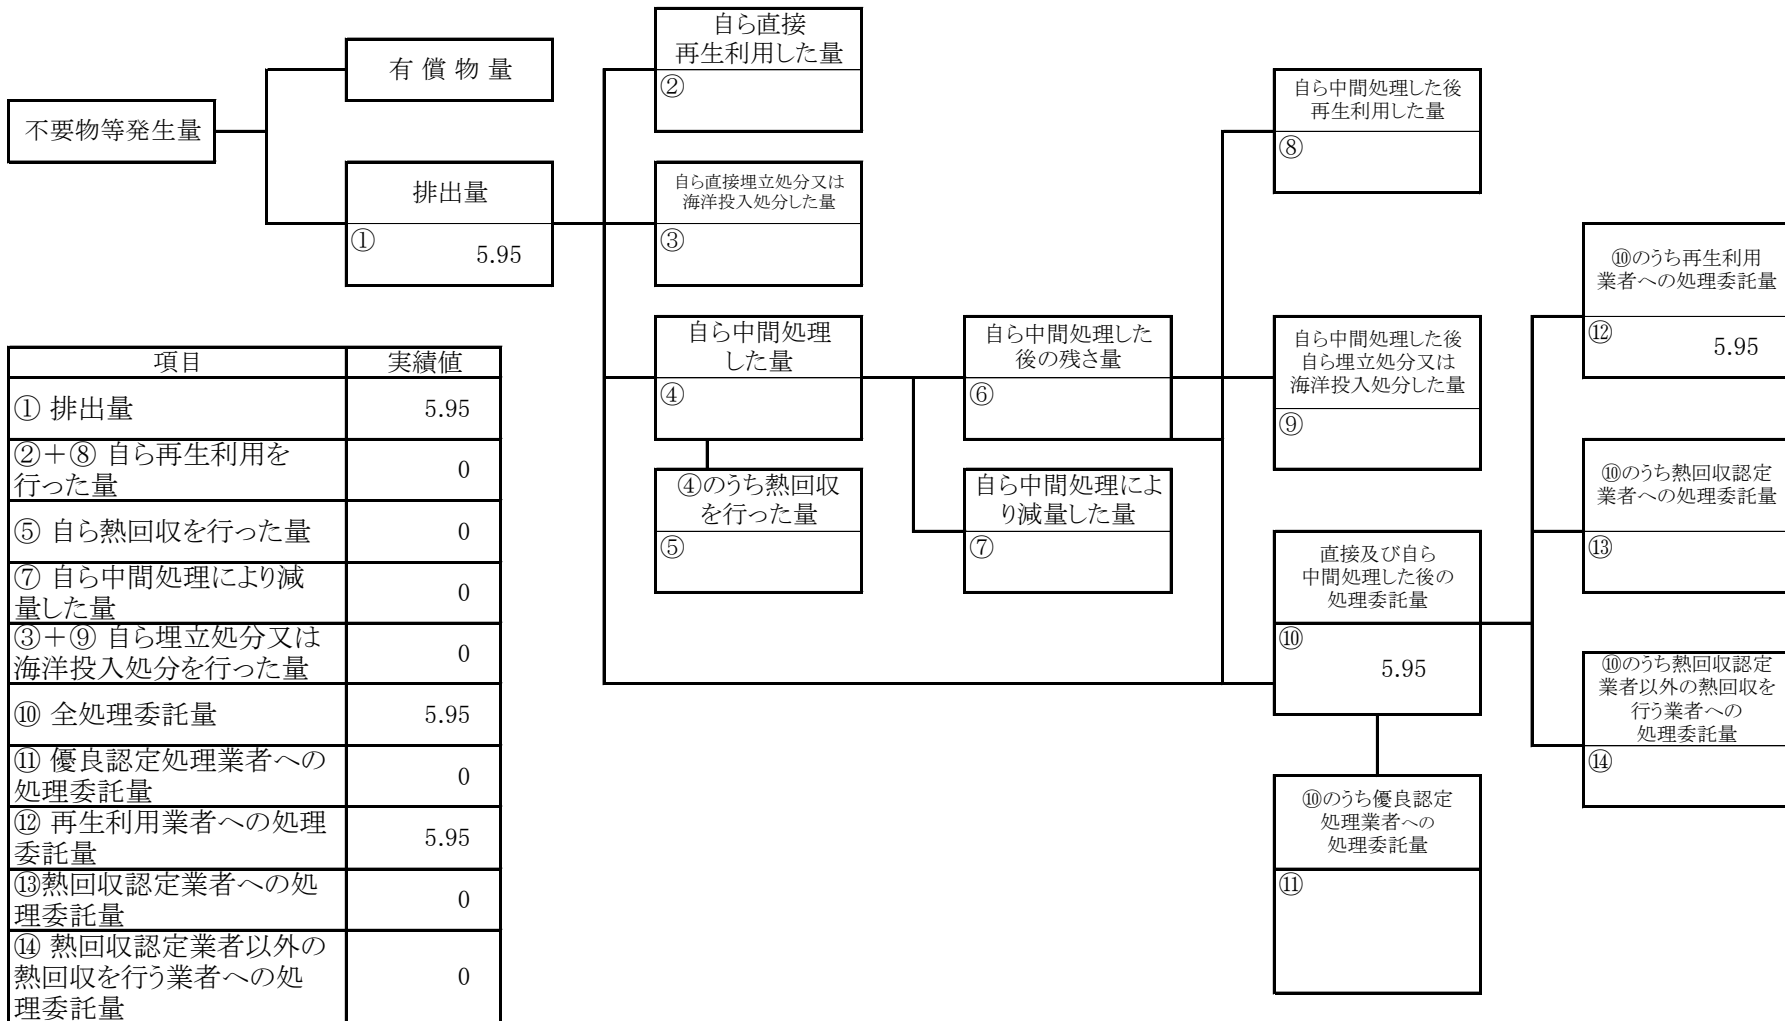 自ら直接
再生利用した量
②
有償物量
不要物等発生量
排出量
①
5.95
自ら直接埋立処分又は
海洋投入処分した量
③
自ら中間処理した後
再生利用した量
⑧
⑩のうち再生利用
業者への処理委託量
⑫
5.95
自ら中間処理
した量
④
自ら中間処理した
後の残さ量
⑥
自ら中間処理した後
自ら埋立処分又は
海洋投入処分した量
⑨
④のうち熱回収
を行った量
⑤
自ら中間処理によ
り減量した量
⑦
⑩のうち熱回収認定
業者への処理委託量
⑬
直接及び自ら
中間処理した後の
処理委託量
⑩
5.95
⑩のうち熱回収認定
業者以外の熱回収を
行う業者への
処理委託量
⑭
⑩のうち優良認定
処理業者への
処理委託量
⑪
項目 実績値
① 排出量 5.95
②+⑧ 自ら再生利用を
行った量
0
⑤ 自ら熱回収を行った量 0
⑦ 自ら中間処理により減
量した量
0
③+⑨ 自ら埋立処分又は
海洋投入処分を行った量
0
⑩ 全処理委託量 5.95
⑪ 優良認定処理業者への
処理委託量
0
⑫ 再生利用業者への処理
委託量
5.95
⑬熱回収認定業者への処
理委託量
0
⑭ 熱回収認定業者以外の
熱回収を行う業者への処
理委託量
0